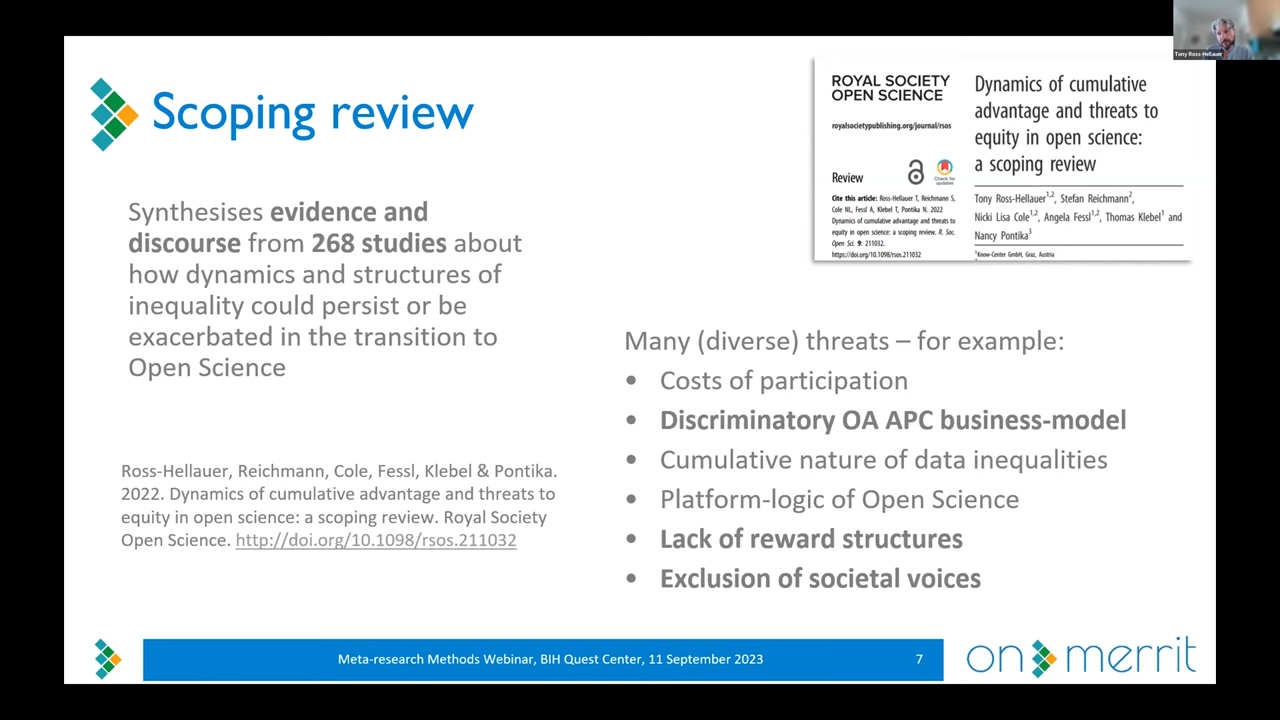 Tony Ross-Hellauer
Scoping review
ROYAL SOCIETY
OPEN SCIENCE
royalsocietypublishing.org/journal/rsos
Review
Check for
updates
Cite this article: Ross-Hellauer T, Reichmann S,
Cole NL, Fessl A, Klebel T, Pontika N. 2022
Dynamics of cumulative advantage and threats to
equity in open science: a scoping review. R. Soc.
Open Sci. 9: 211032.
https://doi.org/10.1098/rsos.211032
Dynamics of cumulative
advantage and threats to
equity in open science:
a scoping review
Tony Ross-Hellauer1,2, Stefan Reichmann2,
Nicki Lisa Cole1,2, Angela Fessl1,2, Thomas Klebel1 and
Nancy Pontika3
1Know-Center GmbH, Graz, Austria
Synthesises evidence and
discourse from 268 studies about
how dynamics and structures of
inequality could persist or be
exacerbated in the transition to
Open Science
Ross-Hellauer, Reichmann, Cole, Fessl, Klebel & Pontika.
2022. Dynamics of cumulative advantage and threats to
equity in open science: a scoping review. Royal Society
Open Science. http://doi.org/10.1098/rsos.211032
Many (diverse) threats – for example:
• Costs of participation
• Discriminatory OA APC business-model
• Cumulative nature of data inequalities
• Platform-logic of Open Science
• Lack of reward structures
• Exclusion of societal voices
Meta-research Methods Webinar, BIH Quest Center, 11 September 2023
7
on merrit